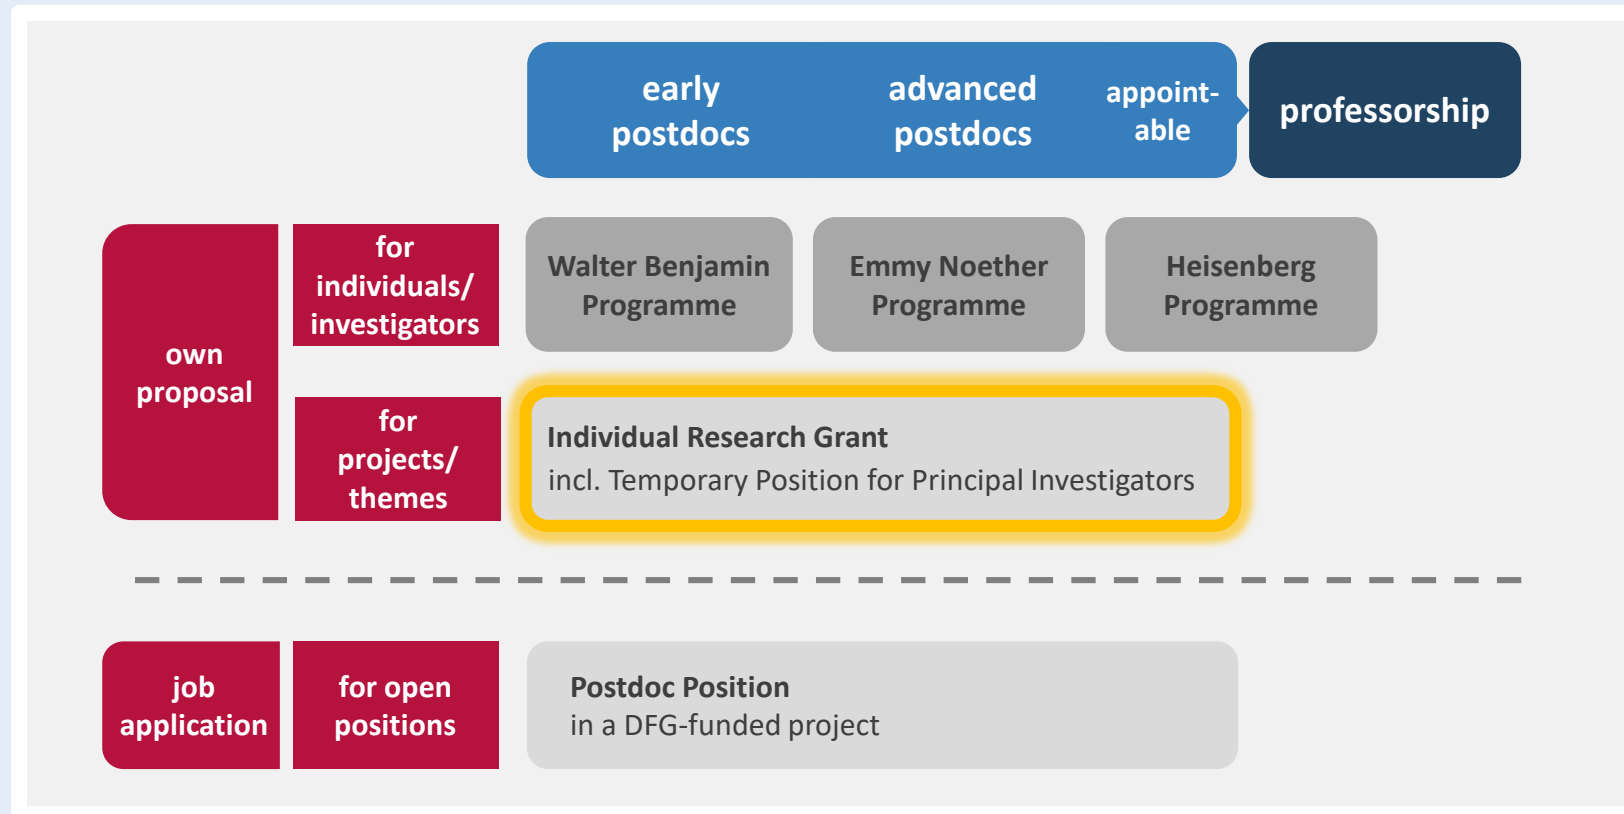 early
postdocs
advanced
postdocs
appoint-
able
professorship
own
proposal
for
individuals/
investigators
Walter Benjamin
Programme
Emmy Noether
Programme
Heisenberg
Programme
for
projects/
themes
Individual Research Grant
incl. Temporary Position for Principal Investigators
job
application
for open
positions
Postdoc Position
in a DFG-funded project